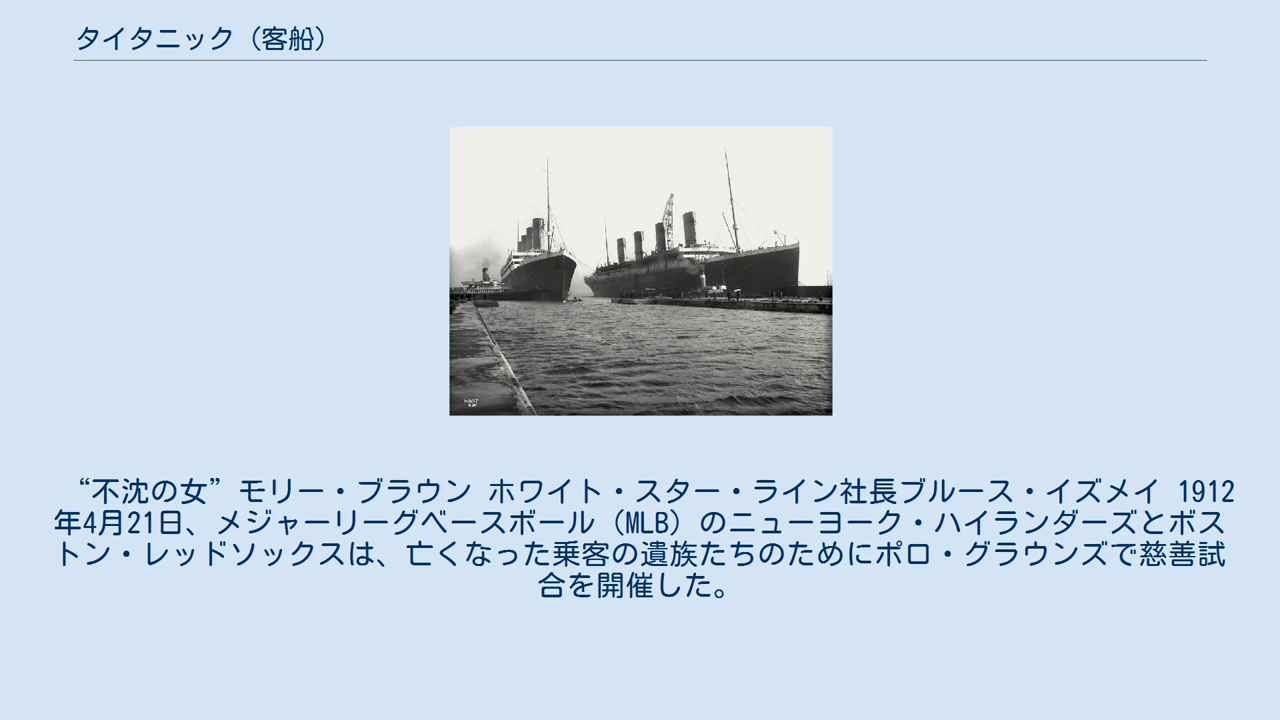 タイタニック（客船）
“不沈の女”モリー・ブラウン ホワイト・スター・ライン社長ブルース・イズメイ 1912
年4月21日、メジャーリーグベースボール（MLB）のニューヨーク・ハイランダーズとボス
トン・レッドソックスは、亡くなった乗客の遺族たちのためにポロ・グラウンズで慈善試
合を開催した。